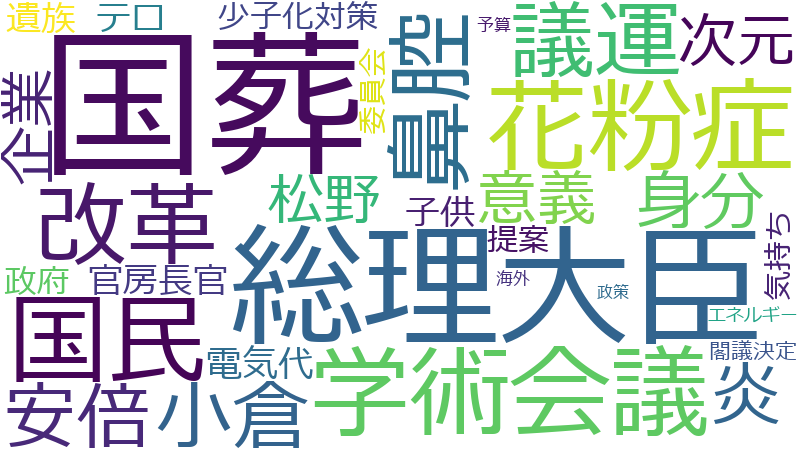 遺族
テロ
少子化対策
予算
議運
次元
国葬
委員会
鼻腔
花粉症
企業
改革
松野
子供
意義
身分
提案
気持ち
総理大臣
政府
官房長官
海外
政策
エネルギー
国民
電気代
閣議決定
学術会議
炎
安倍
小倉